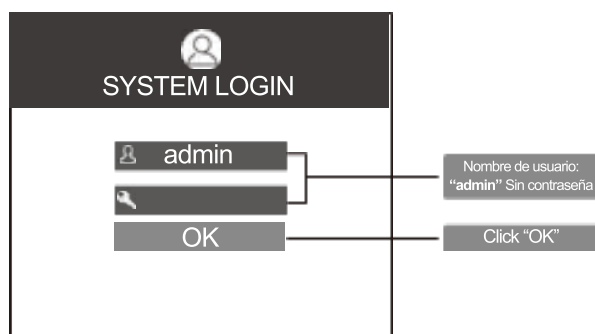 SYSTEM LOGIN
admin
Nombre de usuario:
“admin” Sin contraseña
OK
Click “OK”